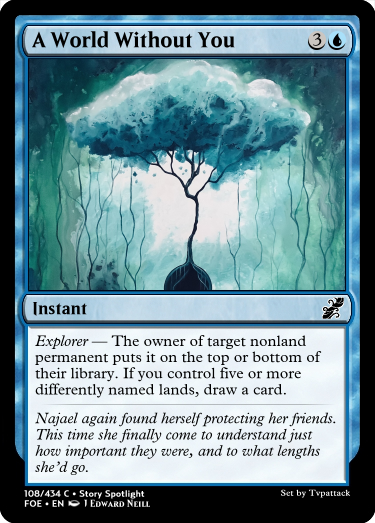 A World Without You 3
Instant
Explorer — The owner of target nonland
permanent puts it on the top or bottom of
their library. If you control five or more
differently named lands, draw a card.
Najael again found herself protecting her friends.
This time she finally come to understand just
how important they were, and to what lengths
she'd go.
108/434 C • Story Spotlight
FOE • EN 1 Edward Neill
Set by Tvpattack